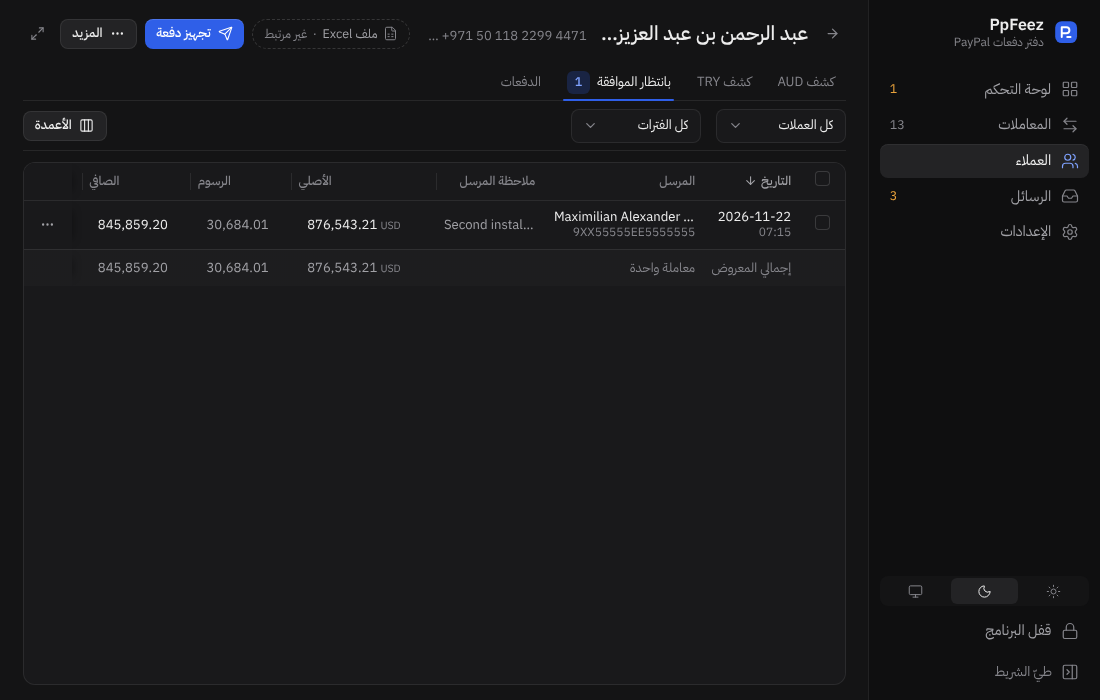 PpFeez
دفتر دفعات PayPal
لوحة التحكم 1
المعاملات 13
العملاء
الرسائل 3
الإعدادات
قفل البرنامج
طيّ الشريط
عبد الرحمن بن عبد العزيز... +971 50 118 2299 4471 ...
ملف Excel · غير مرتبط
تجهيز دفعة
المزيد
كشف AUD
كشف TRY
بانتظار الموافقة 1
الدفعات
كل العملات
كل الفترات
الأعمدة
التاريخ المرسل ملاحظة المرسل الأصلي الرسوم الصافي
2026-11-22 Maximilian Alexander ... Second instal... 876,543.21 USD 30,684.01 845,859.20
07:15 9XX55555EE5555555
إجمالي المعروض معاملة واحدة 876,543.21 USD 30,684.01 845,859.20